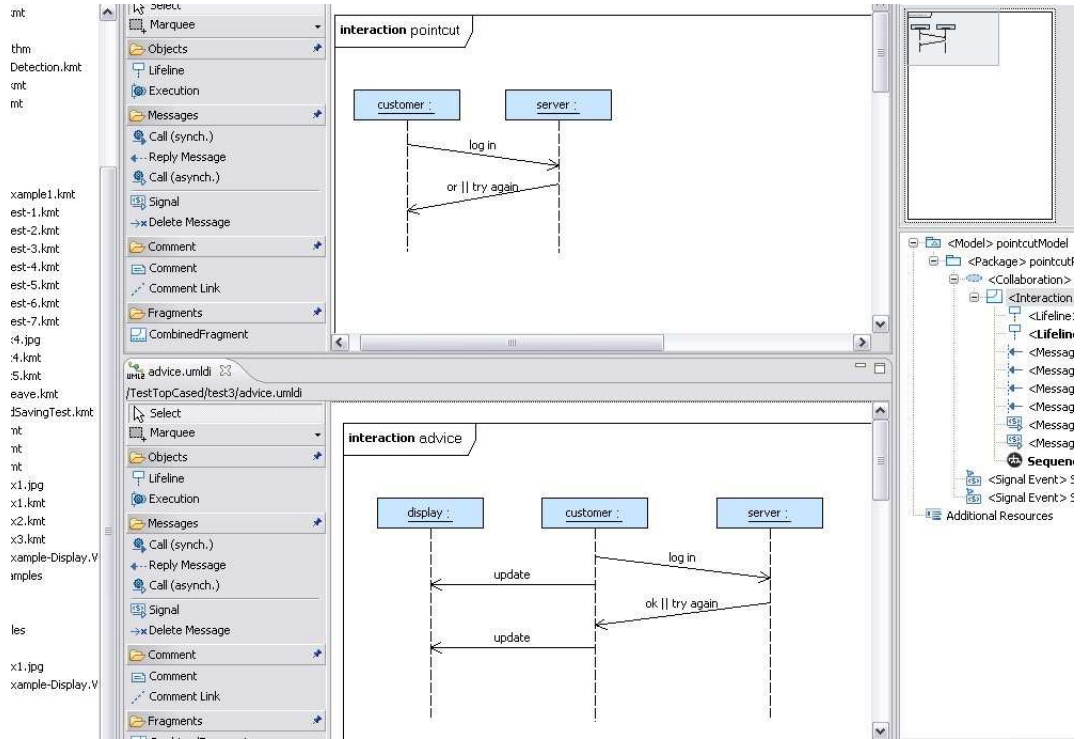 :mt
thm
Detection.kmt
mt
xample1.kmt
est-1.kmt
est-2.kmt
est-3.kmt
est-4.kmt
est-5.kmt
est-6.kmt
est-7.kmt
:4.jpg
:4.kmt
:5.kmt
eave.kmt
dSavingTest.kmt
mt
nt
nt
x1.jpg
x1.kmt
x2.kmt
x3.kmt
xample-Display.V
amples
les
x1.jpg
xample-Display.V
Select
Marquee
Objects
Lifeline
Execution
Messages
Call (synch.)
Reply Message
Call (asynch.)
Signal
Delete Message
Comment
Comment
Comment Link
Fragments
CombinedFragment
interaction pointcut
customer :
server :
log in
or || try again
advice.umldi
/TestTopCased/test3/advice.umldi
Select
Marquee
Objects
Lifeline
Execution
Messages
Call (synch.)
Reply Message
Call (asynch.)
Signal
Delete Message
Comment
Comment
Comment Link
Fragments
interaction advice
display :
customer :
server :
log in
update
ok || try again
update
<Model> pointcutModel
<Package> pointcutP
<Collaboration>
<Interaction
<Lifeline:
<Lifeline
<Messag
<Messag
<Messag
<Messag
<Messag
<Messag
Sequenc
<Signal Event> S
<Signal Event> S
Additional Resources